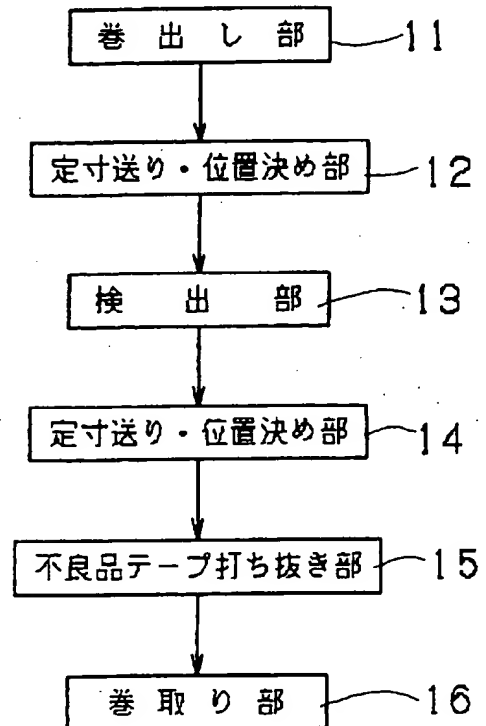 巻出し部 11
定寸送り・位置決め部 12
検出部 13
定寸送り・位置決め部 14
不良品テープ打ち抜き部 15
巻取り部 16